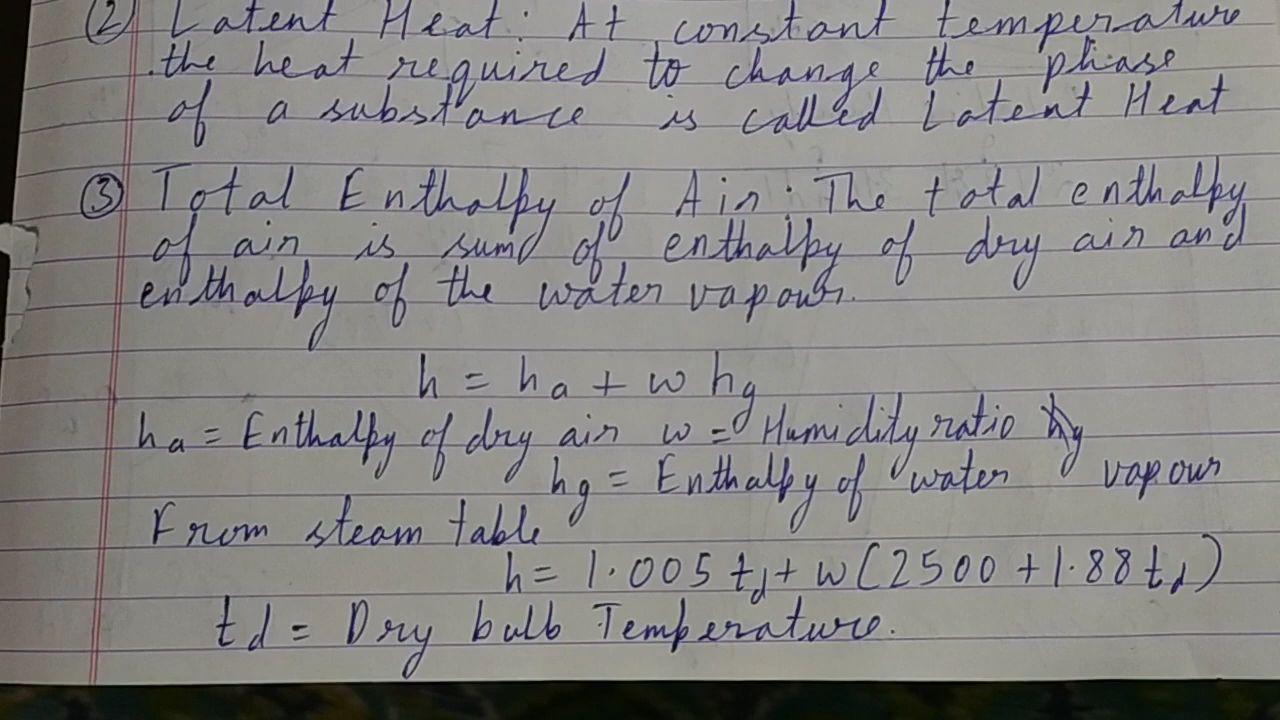 (2) Latent Heat: At constant temperature
the heat required to change the phase
of a substance is called Latent Heat
(3) Total Enthalpy of Air: The total enthalpy
of air is sum of enthalpy of dry air and
enthalpy of the water vapour.
h = ha + w hg
ha = Enthalpy of dry air w = Humidity ratio
hg = Enthalpy of water vapour
From steam table
h = 1.005 td + w(2500 + 1.88 td)
td = Dry bulb Temperature.